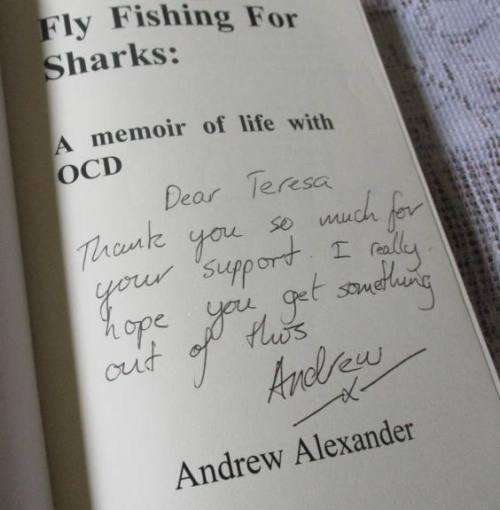 Fly Fishing For
Sharks:
A memoir of life with
OCD
Dear Teresa
Thank you so much for
your support. I really
hope you get something
out of this
Andrew
x
Andrew Alexander